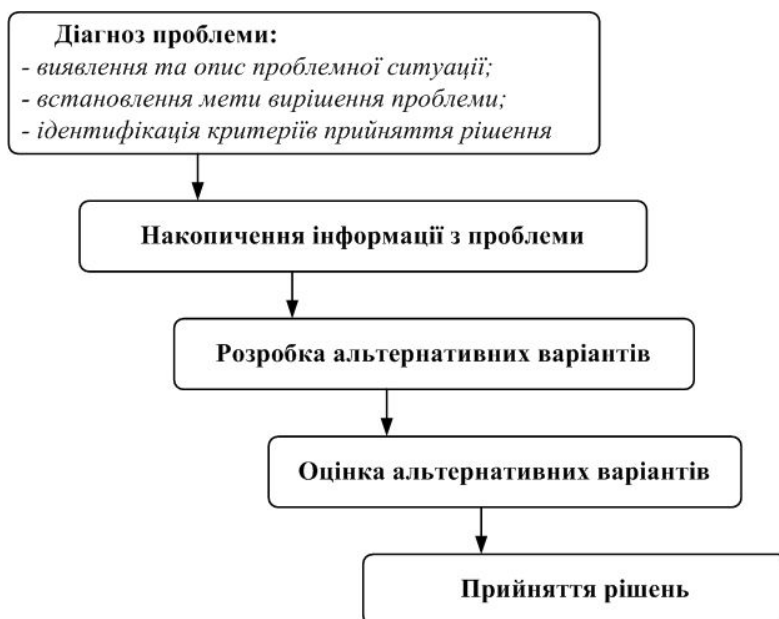 Діагноз проблеми:
- виявлення та опис проблемної ситуації;
- встановлення мети вирішення проблеми;
- ідентифікація критеріїв прийняття рішення
Накопичення інформації з проблеми
Розробка альтернативних варіантів
Оцінка альтернативних варіантів
Прийняття рішень